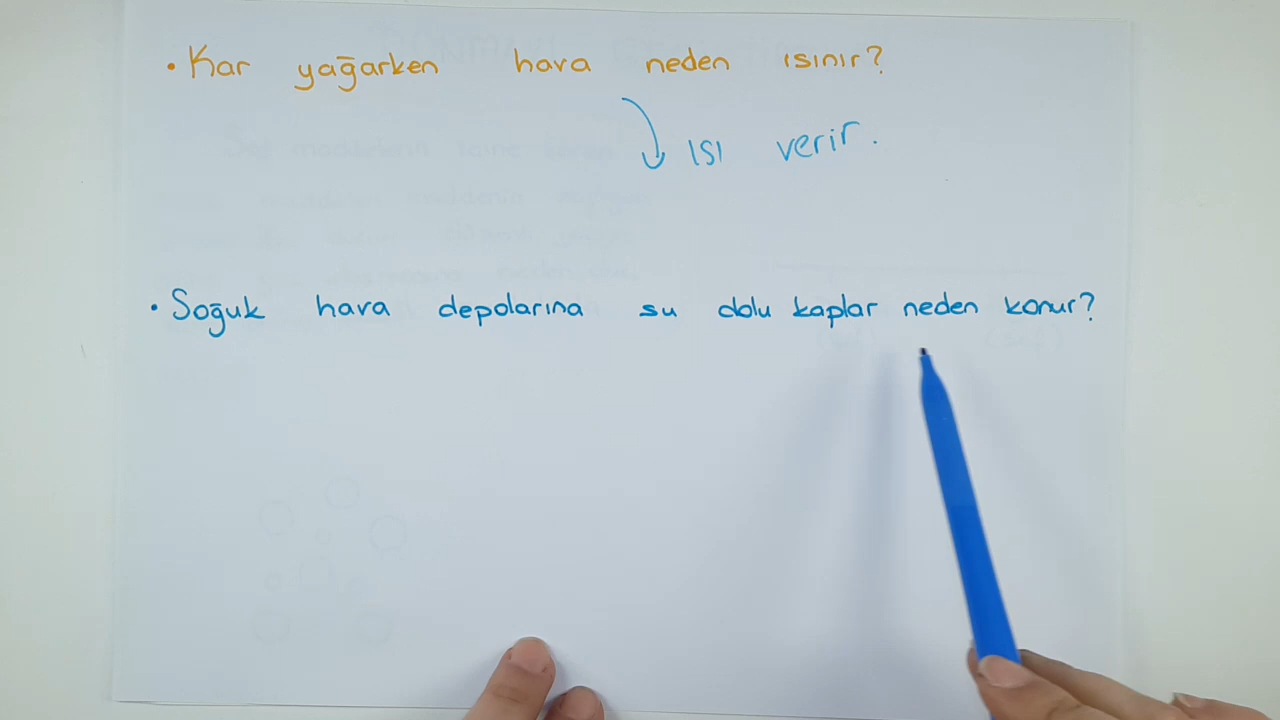 • Kar yağarken hava neden ısınır?
ısı verir.
• Soğuk hava depolarına su dolu kaplar neden konur?